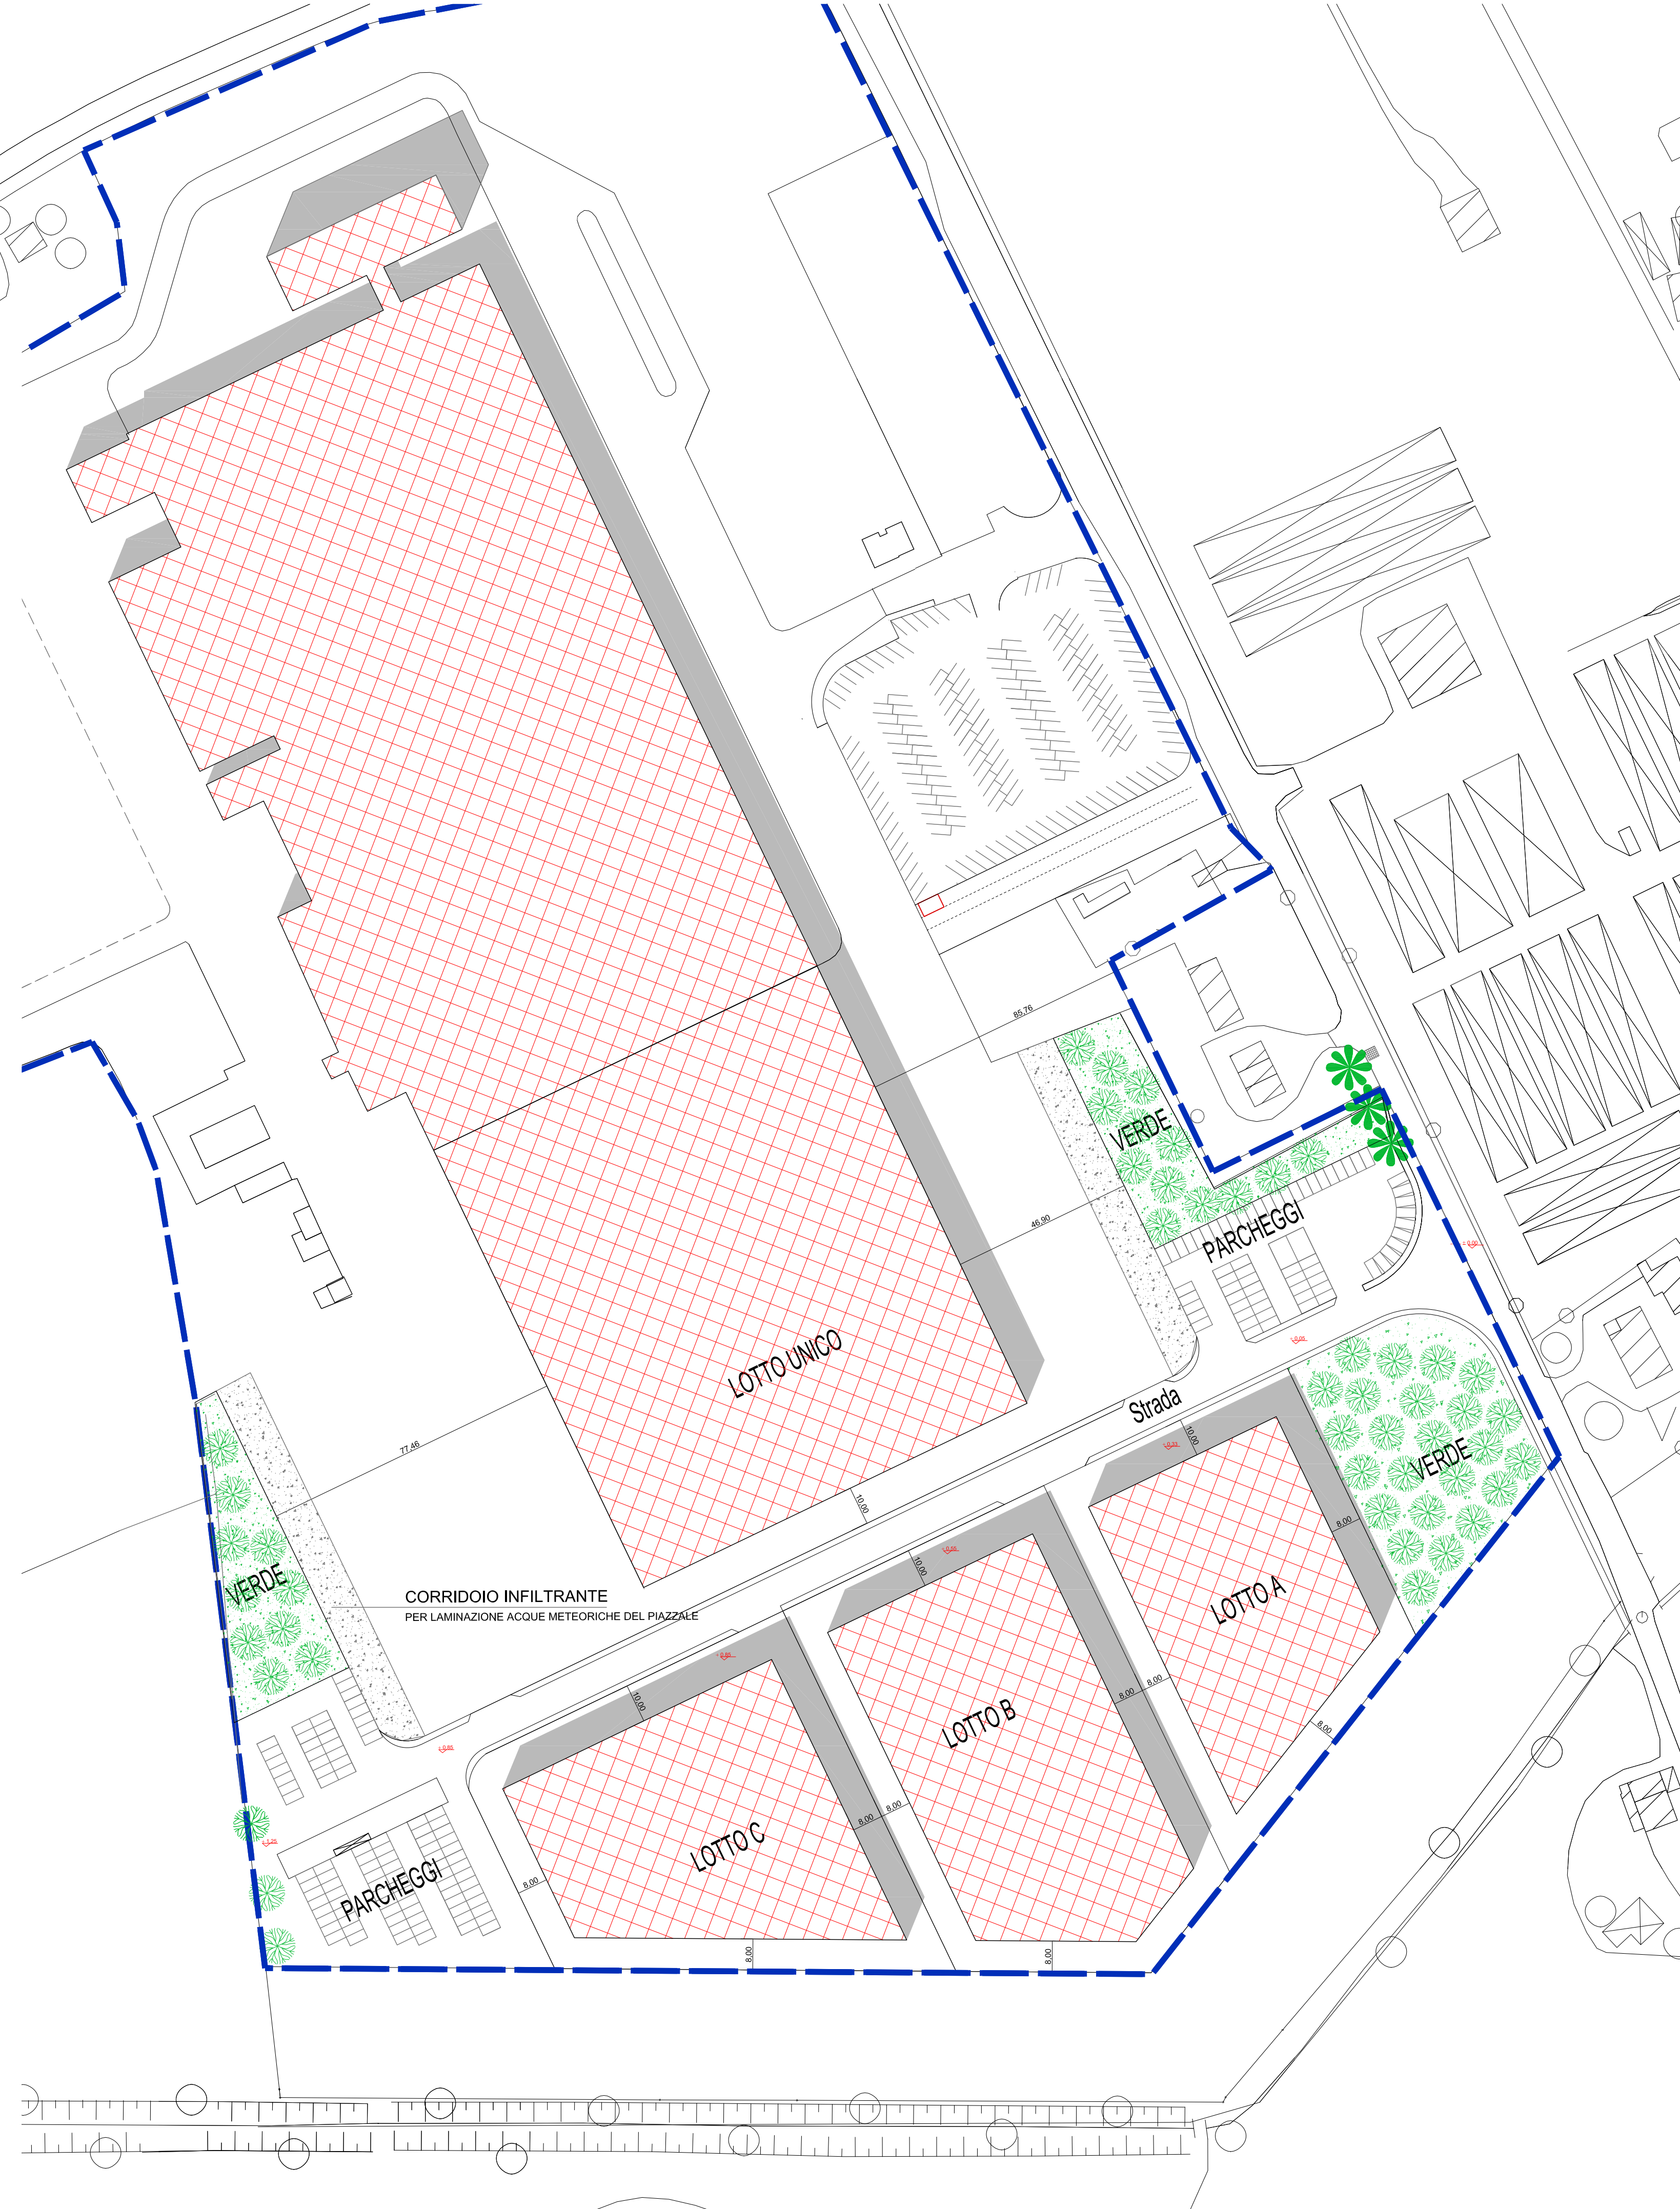 85,76
VERDE
46,90
PARCHEGGI
LOTTO UNICO
Strada
77,46
10,00
10,00
VERDE
8,00
10,00
VERDE
CORRIDOIO INFILTRANTE
PER LAMINAZIONE ACQUE METEORICHE DEL PIAZZALE
LOTTO A
10,00
8,00
8,00
LOTTO B
8,00
8,00
8,00
LOTTO C
PARCHEGGI
8,00
8,00
8,00